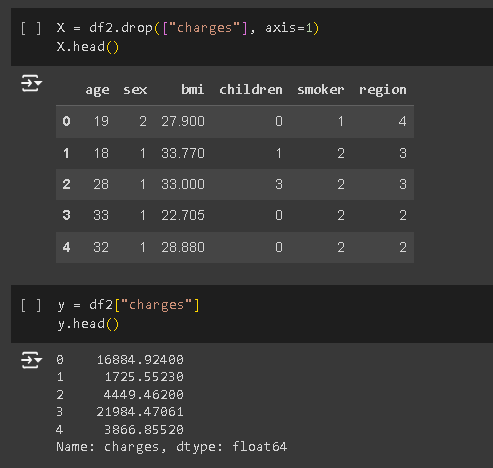 [ ] X = df2.drop(["charges"], axis=1)
X.head()
age sex bmi children smoker region
0 19 2 27.900 0 1 4
1 18 1 33.770 1 2 3
2 28 1 33.000 3 2 3
3 33 1 22.705 0 2 2
4 32 1 28.880 0 2 2
[ ] y = df2["charges"]
y.head()
0 16884.92400
1 1725.55230
2 4449.46200
3 21984.47061
4 3866.85520
Name: charges, dtype: float64